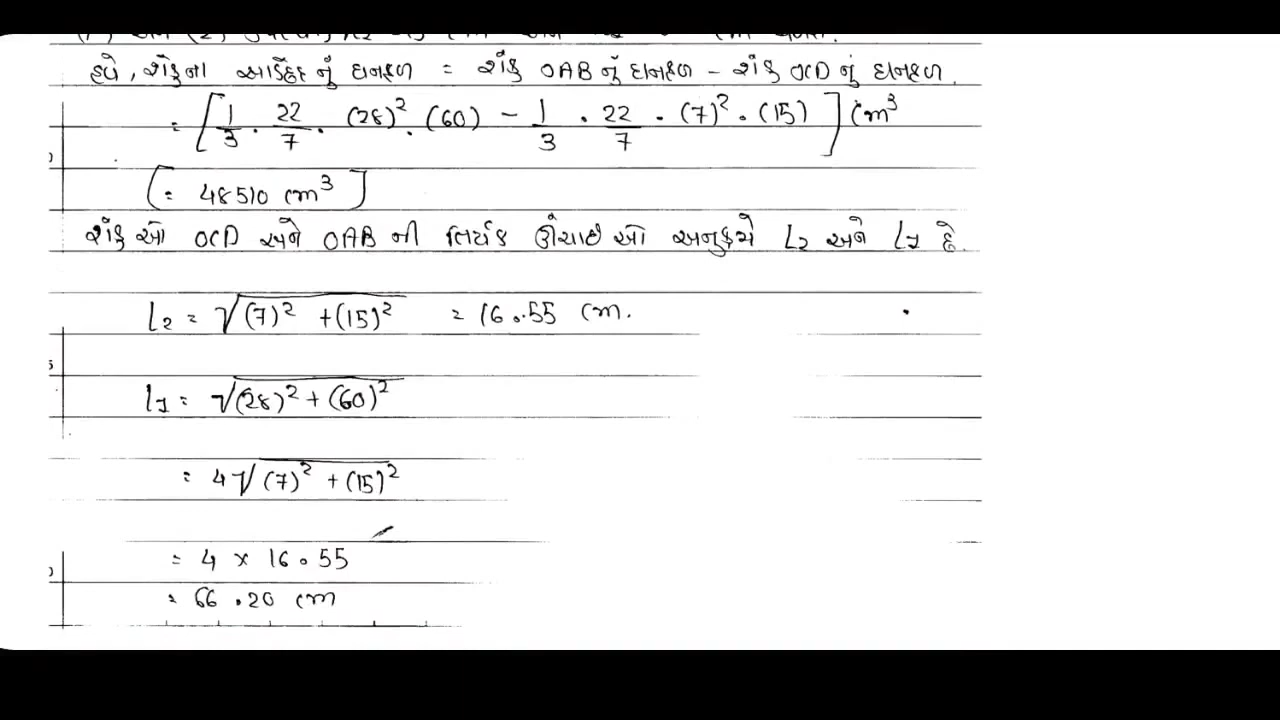 હવે, શંકુના આડછેદ નું ઘનફળ = શંકુ OAB નું ઘનફળ - શંકુ OCD નું ઘનફળ.
= [1/3 . 22/7 . (28)² . (60) - 1/3 . 22/7 . (7)² . (15)] cm³
[= 48510 cm³]
શંકુ ઓ OCD અને OAB ની તિર્યક ઊંચાઈ ઓ અનુક્રમે l₂ અને l₁ છે.
l₂ = √(7)² + (15)² = 16.55 cm.
l₁ = √(28)² + (60)²
= 4√(7)² + (15)²
= 4 × 16.55
= 66.20 cm